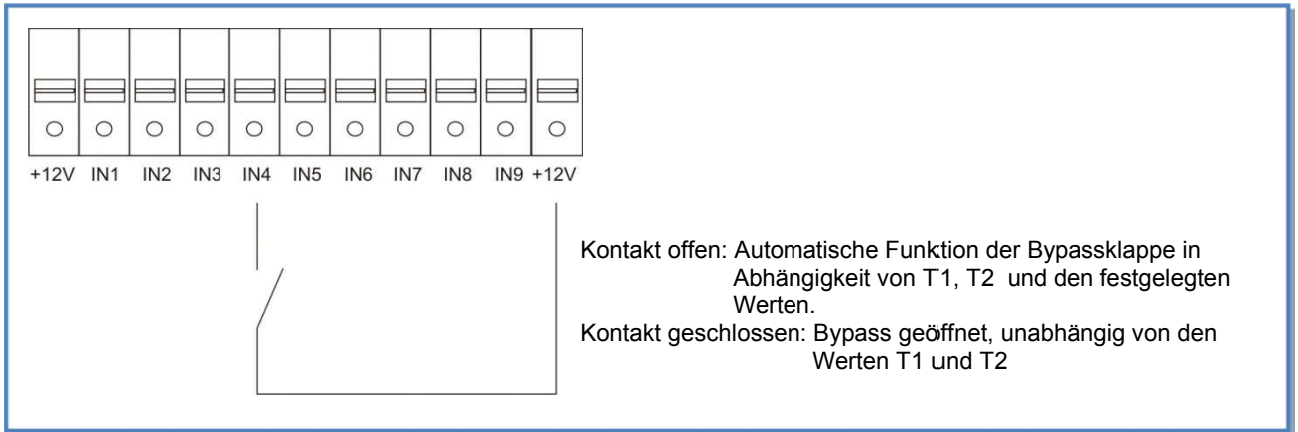 +12V IN1 IN2 IN3 IN4 IN5 IN6 IN7 IN8 IN9 +12V
Kontakt offen: Automatische Funktion der Bypassklappe in
Abhängigkeit von T1, T2 und den festgelegten
Werten.
Kontakt geschlossen: Bypass geöffnet, unabhängig von den
Werten T1 und T2